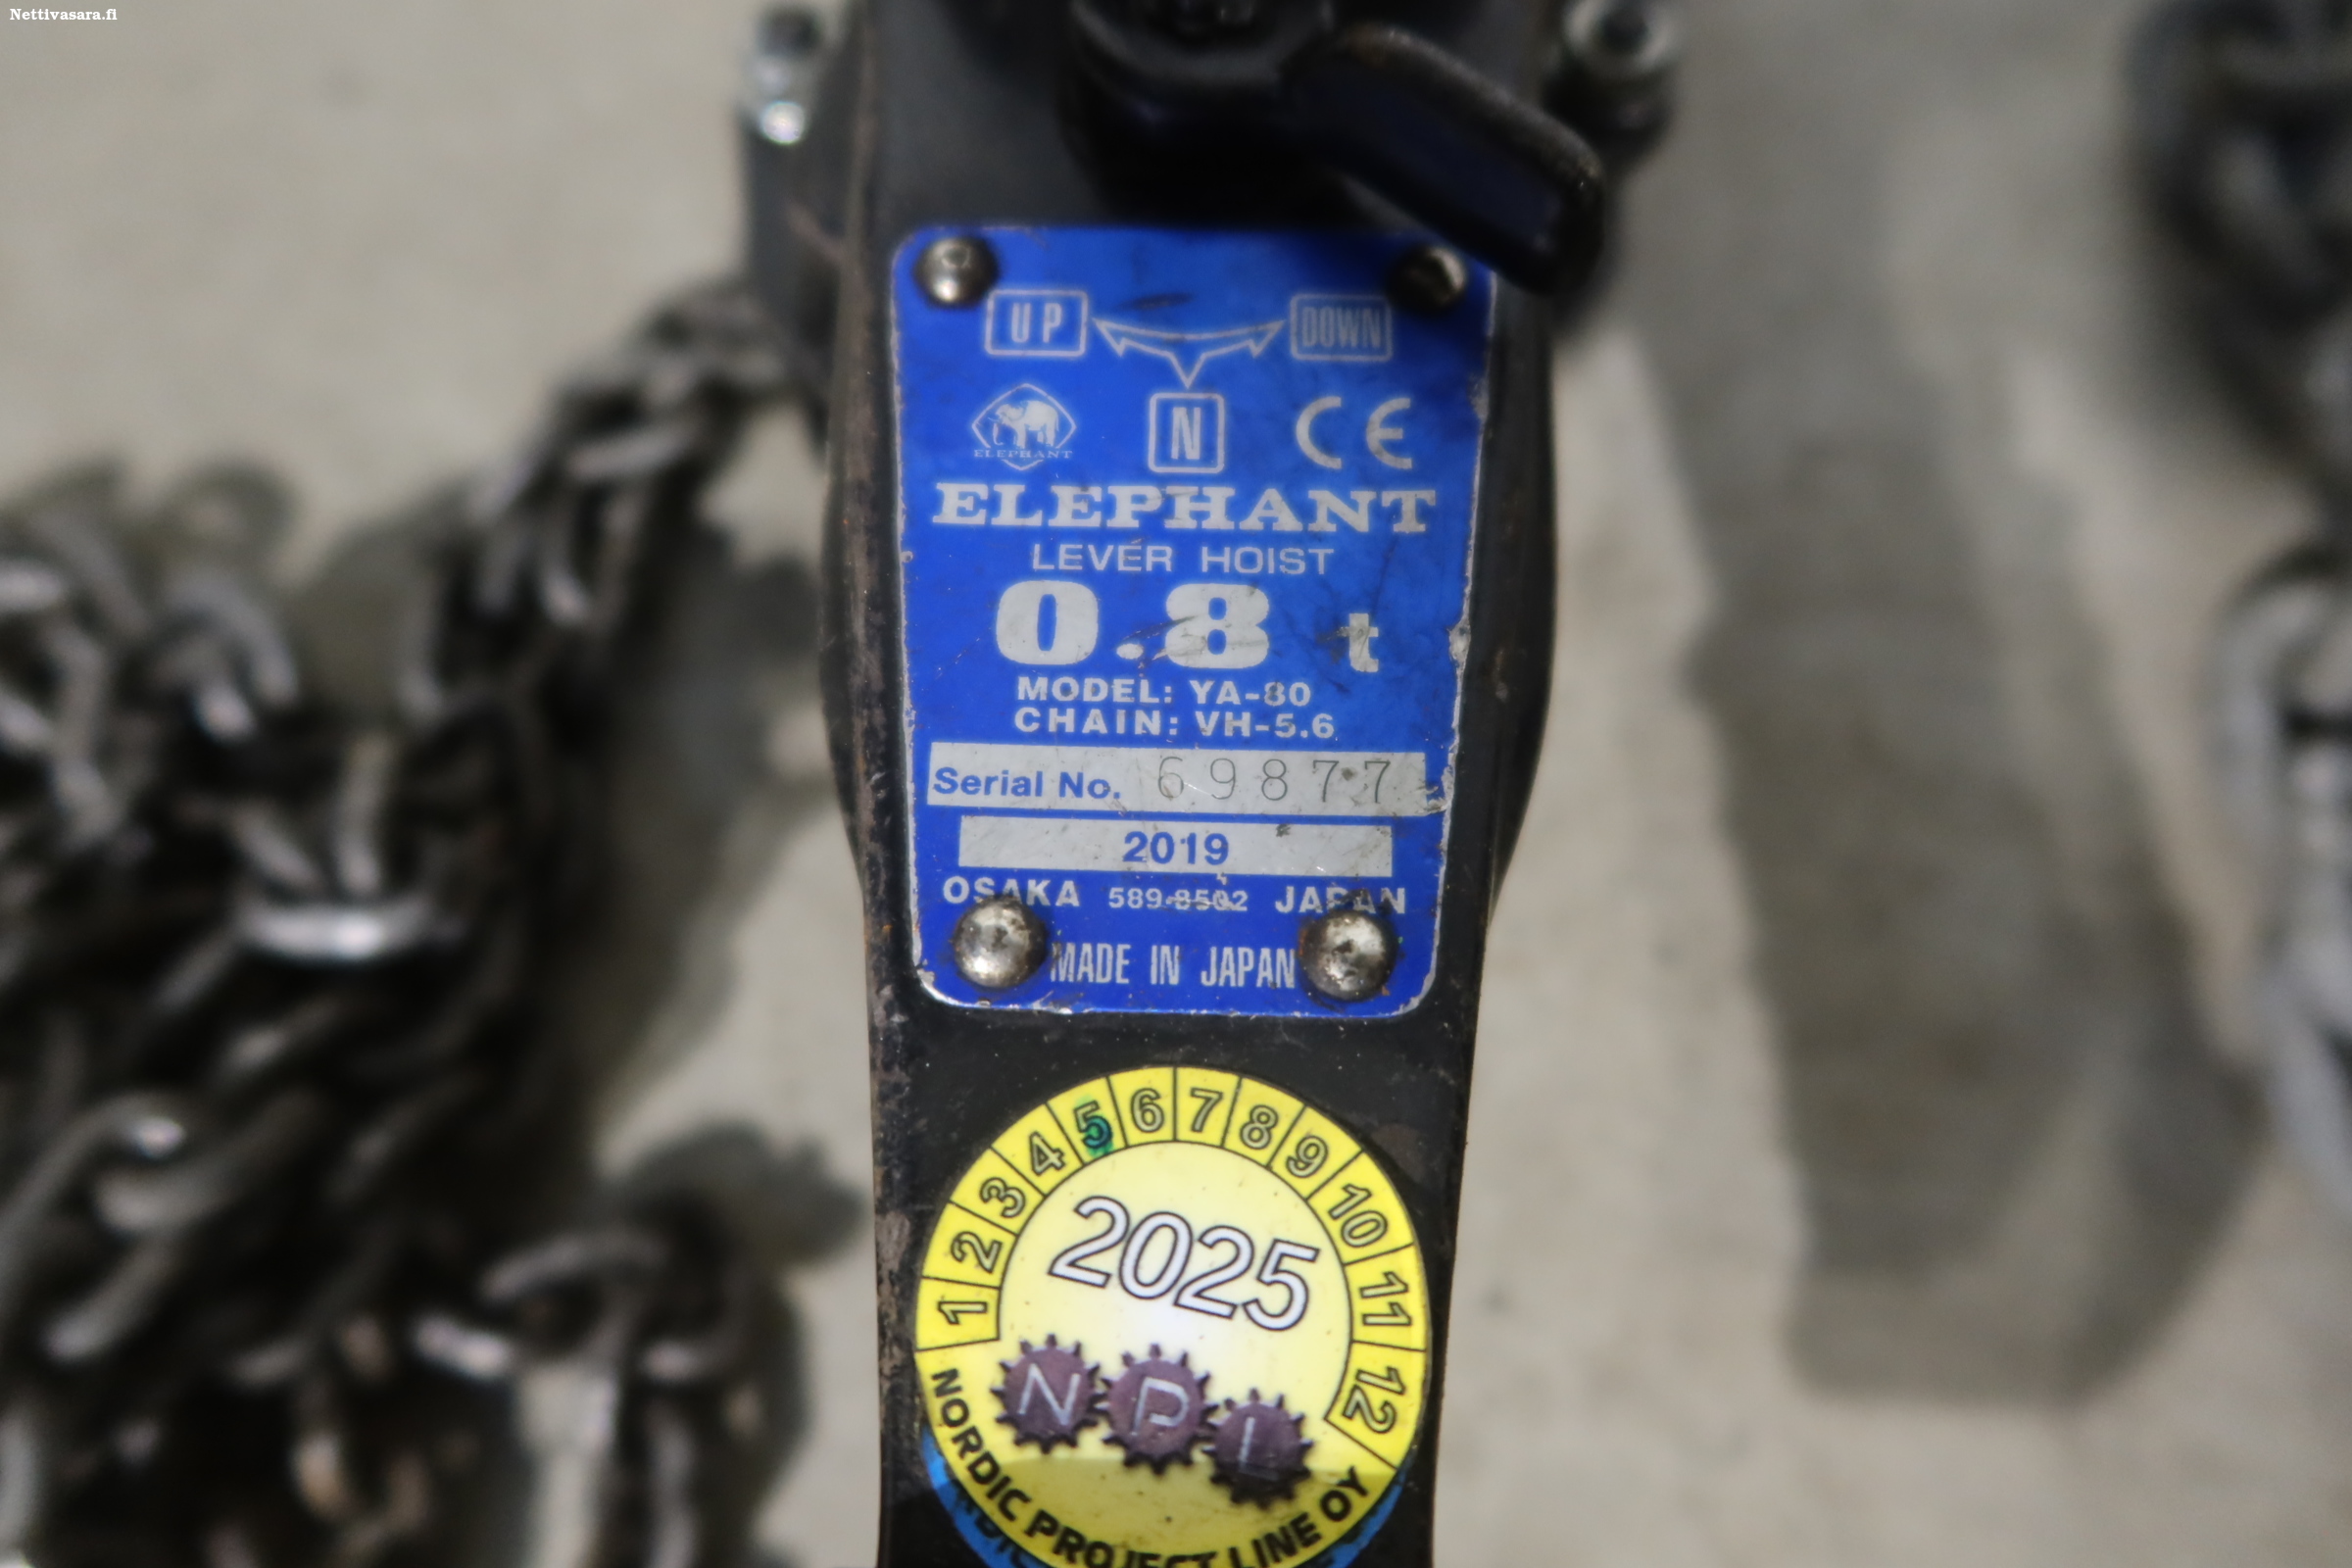 Nettivasara.fi
UP DOWN
ELEPHANT N CE
ELEPHANT
LEVER HOIST
0.8 t
MODEL: YA-80
CHAIN: VH-5.6
Serial No. 69877
2019
OSAKA 589-8502 JAPAN
MADE IN JAPAN
1 2 3 4 5 6 7 8 9 10 11 12
2025
NPL
NORDIC PROJECT LINE OY